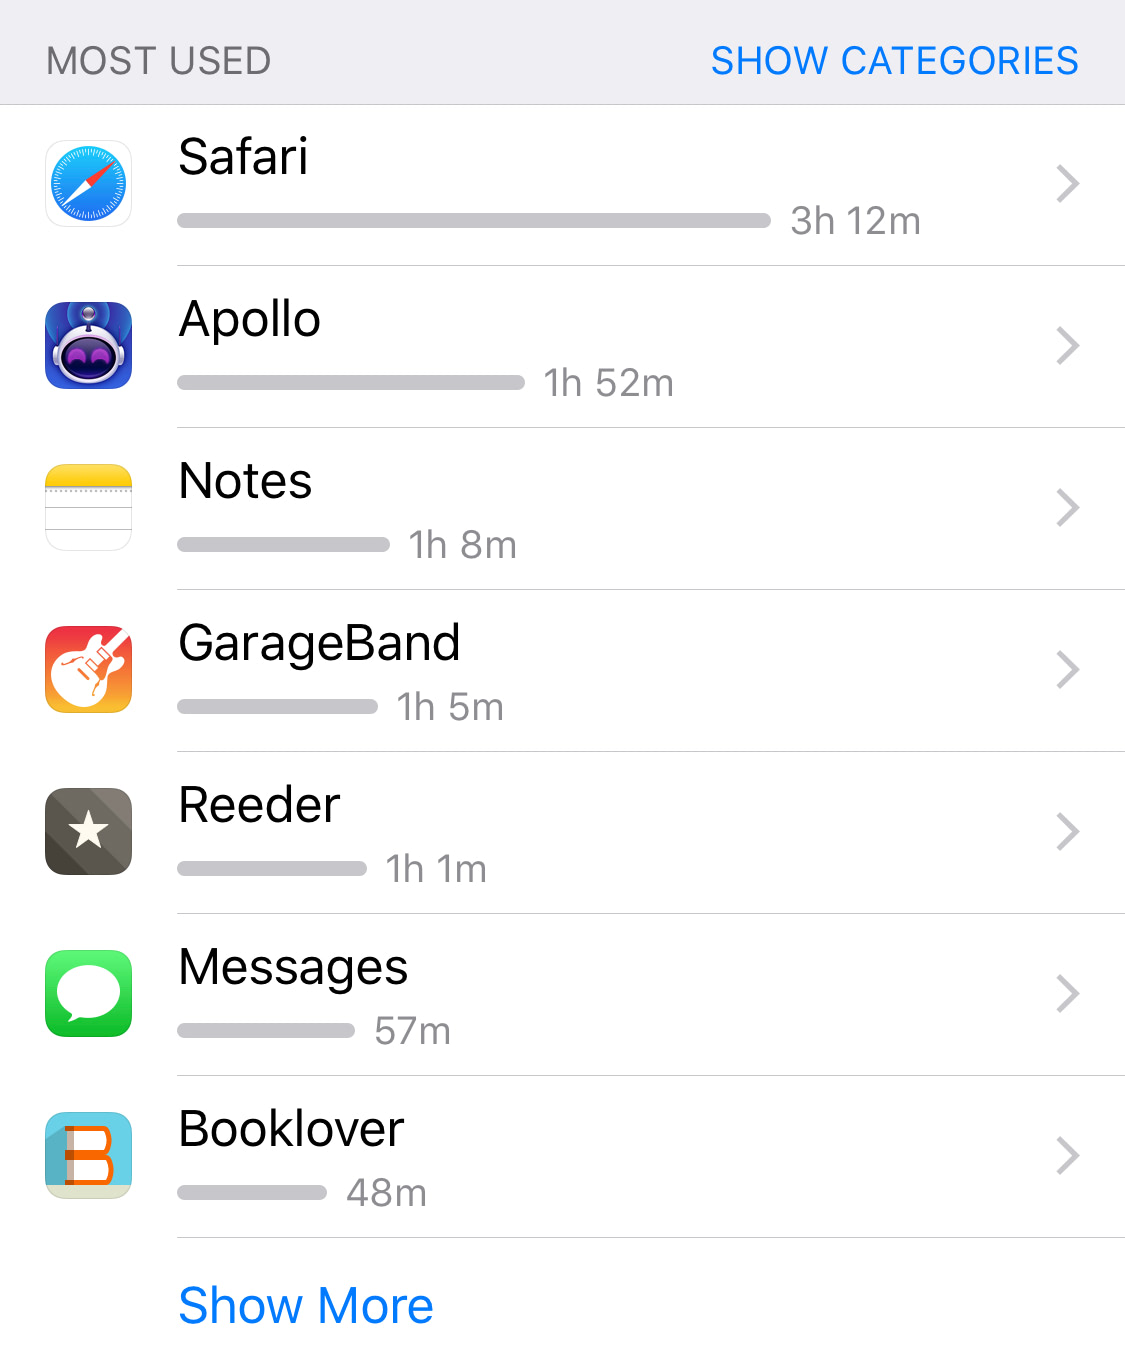 MOST USED SHOW CATEGORIES
Safari
3h 12m
Apollo
1h 52m
Notes
1h 8m
GarageBand
1h 5m
Reeder
1h 1m
Messages
57m
Booklover
48m
Show More